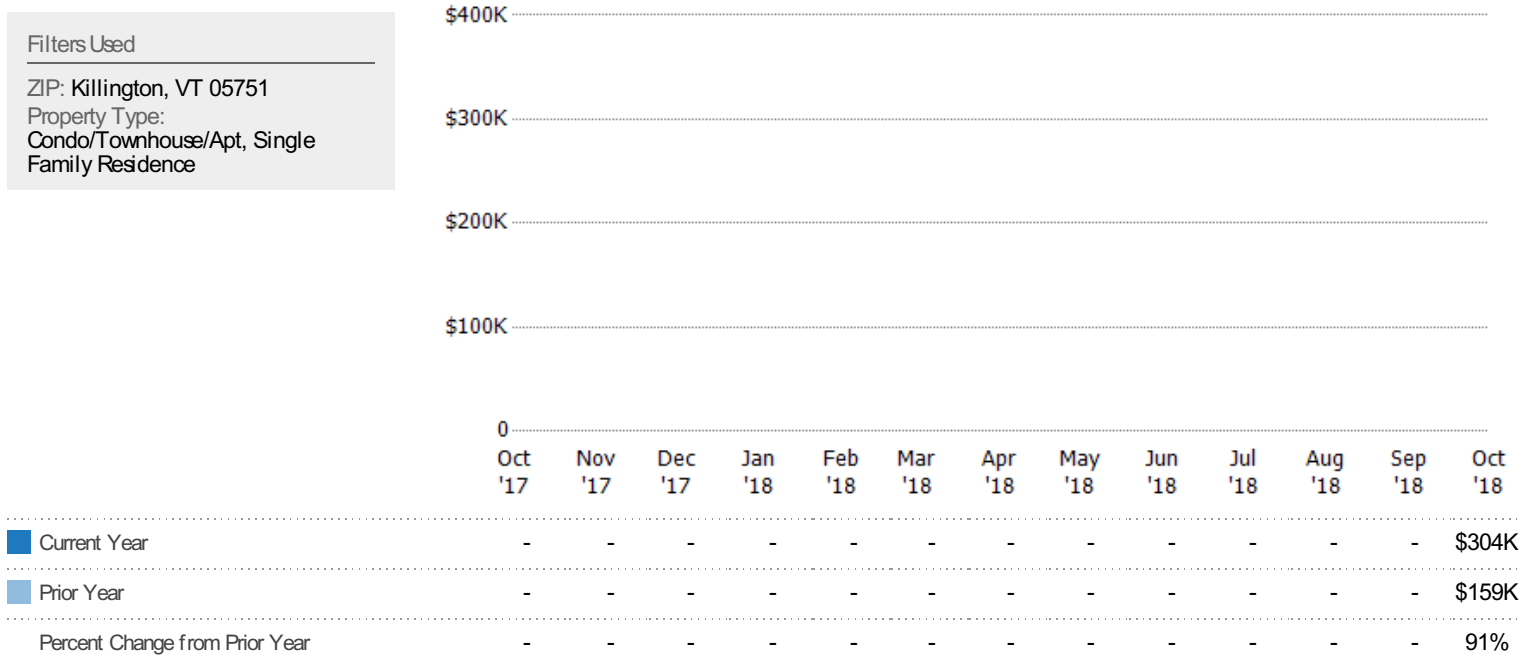 Filters Used
ZIP: Killington, VT 05751
Property Type:
Condo/Townhouse/Apt, Single
Family Residence
$400K
$300K
$200K
$100K
0
Oct Nov Dec Jan Feb Mar Apr May Jun Jul Aug Sep Oct
'17 '17 '17 '18 '18 '18 '18 '18 '18 '18 '18 '18 '18
Current Year - - - - - - - - - - - - $304K
Prior Year - - - - - - - - - - - - $159K
Percent Change from Prior Year - - - - - - - - - - - - 91%